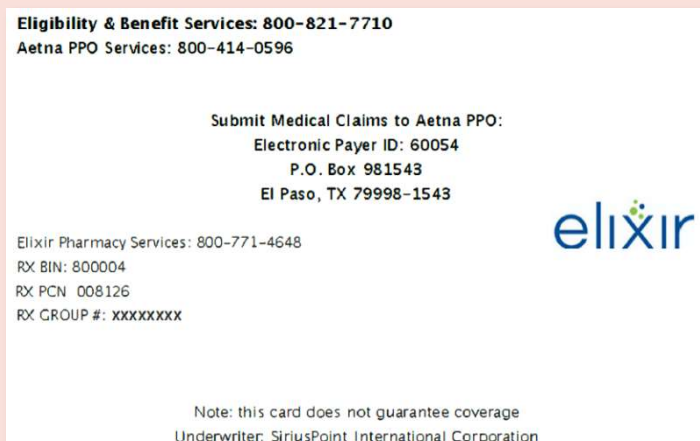 Eligibility & Benefit Services: 800-821-7710
Aetna PPO Services: 800-414-0596
Submit Medical Claims to Aetna PPO:
Electronic Payer ID: 60054
P.O. Box 981543
El Paso, TX 79998-1543
elixir
Elixir Pharmacy Services: 800-771-4648
RX BIN: 800004
RX PCN 008126
RX GROUP #: XXXXXXXX
Note: this card does not guarantee coverage
Underwriter: SiriusPoint International Corporation